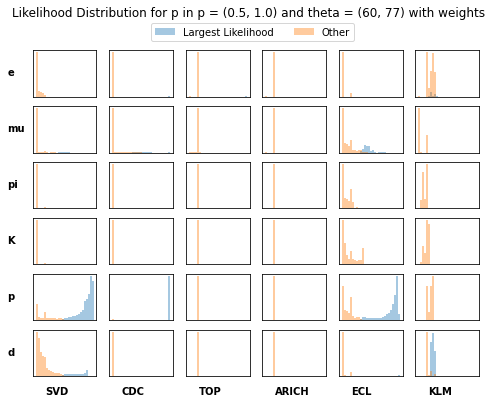 Likelihood Distribution for p in p = (0.5, 1.0) and theta = (60, 77) with weights
Largest Likelihood Other
e
mu
pi
K
p
d
SVD CDC TOP ARICH ECL KLM